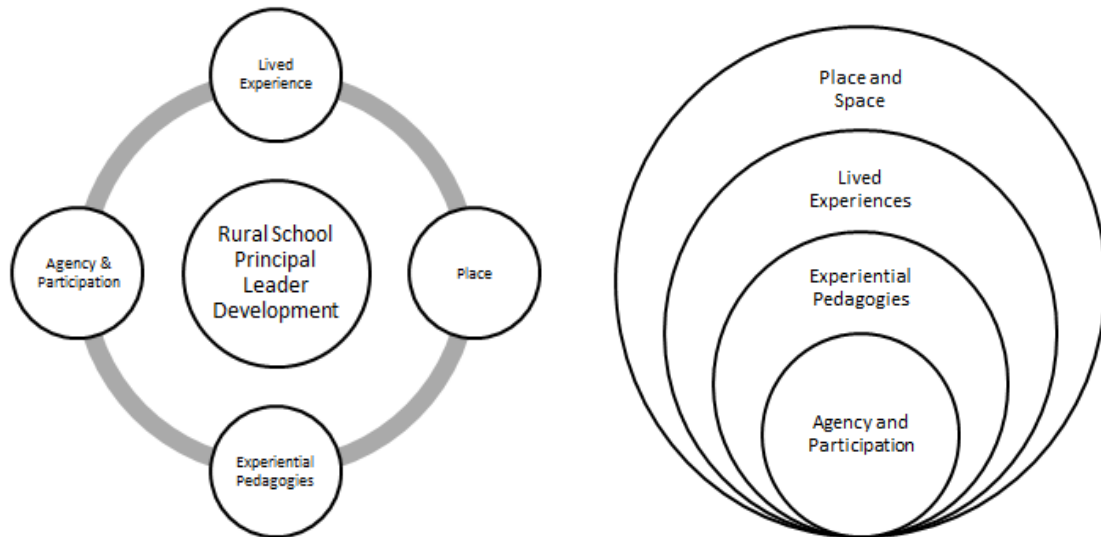 Lived
Experience
Agency &
Participation
Rural School
Principal
Leader
Development
Place
Experiential
Pedagogies
Place and
Space
Lived
Experiences
Experiential
Pedagogies
Agency and
Participation